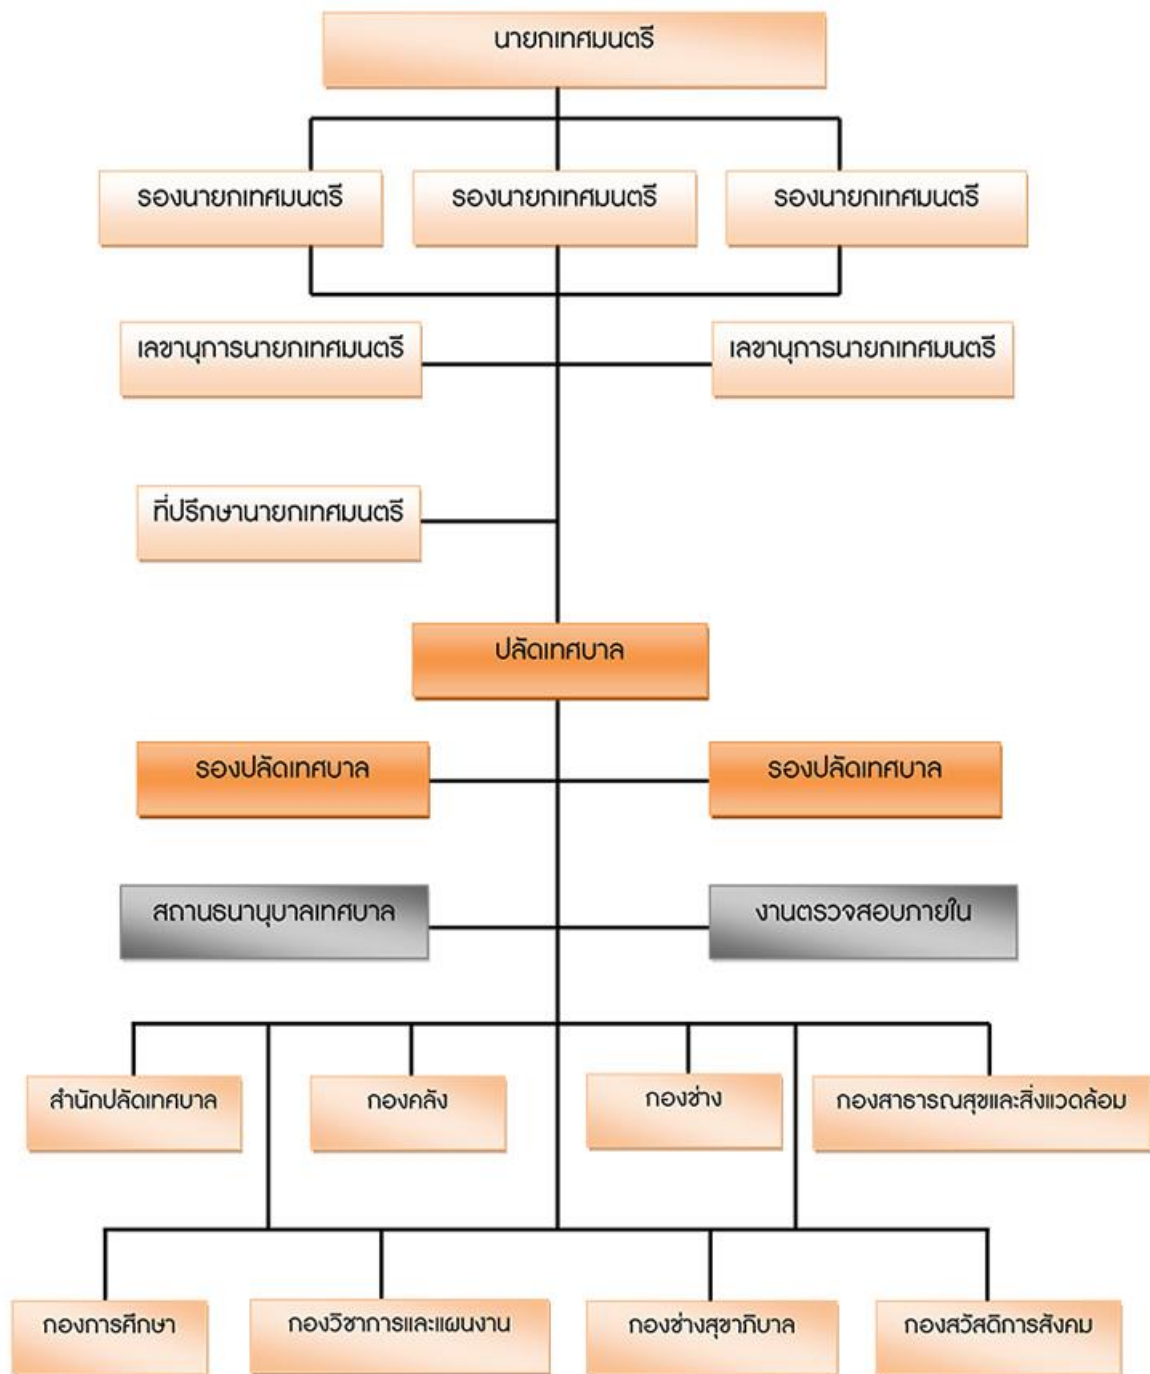 นายกเทศมนตรี
รองนายกเทศมนตรี
รองนายกเทศมนตรี
รองนายกเทศมนตรี
เลขานุการนายกเทศมนตรี
เลขานุการนายกเทศมนตรี
ที่ปรึกษานายกเทศมนตรี
ปลัดเทศบาล
รองปลัดเทศบาล
รองปลัดเทศบาล
สถานธนานุบาลเทศบาล
งานตรวจสอบภายใน
สำนักปลัดเทศบาล
กองคลัง
กองช่าง
กองสาธารณสุขและสิ่งแวดล้อม
กองการศึกษา
กองวิชาการและแผนงาน
กองช่างสุขาภิบาล
กองสวัสดิการสังคม